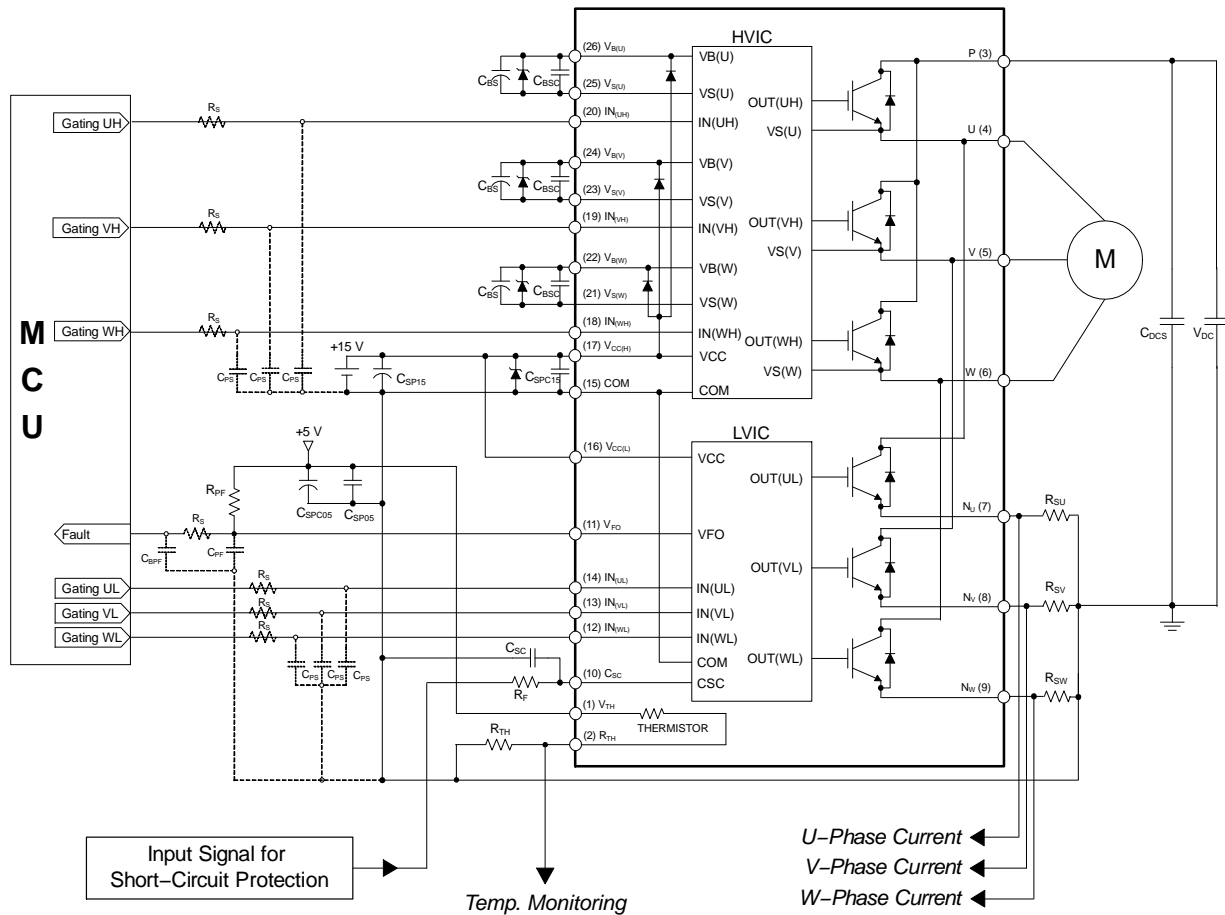 HVIC
(26) VB(U)
VB(U)
P (3)
CBS
CBSC
(25) VS(U)
VS(U)
OUT(UH)
Gating UH
RS
(20) IN(UH)
IN(UH)
VS(U)
U (4)
(24) VB(V)
VB(V)
CBS
CBSC
(23) VS(V)
VS(V)
Gating VH
RS
(19) IN(VH)
IN(VH)
OUT(VH)
VS(V)
V (5)
M
(22) VB(W)
VB(W)
CBS
CBSC
(21) VS(W)
VS(W)
Gating WH
RS
(18) IN(WH)
IN(WH)
OUT(WH)
CDCS
VDC
M
C
U
+15 V
(17) VCC(H)
VCC
CPS
CPS
CPS
CSP15
CSPC15
VS(W)
W (6)
(15) COM
COM
+5 V
LVIC
(16) VCC(L)
VCC
OUT(UL)
RPF
CSPC05
CSP05
NU (7)
RSU
Fault
RS
(11) VFO
VFO
CBPF
CPF
OUT(VL)
Gating UL
RS
(14) IN(UL)
IN(UL)
Gating VL
RS
(13) IN(VL)
IN(VL)
NV (8)
RSV
Gating WL
RS
(12) IN(WL)
IN(WL)
CPS
CPS
CPS
CSC
COM
OUT(WL)
(10) CSC
CSC
RF
NW (9)
RSW
(1) VTH
THERMISTOR
RTH
(2) RTH
Input Signal for
Short−Circuit Protection
Temp. Monitoring
U−Phase Current
V−Phase Current
W−Phase Current